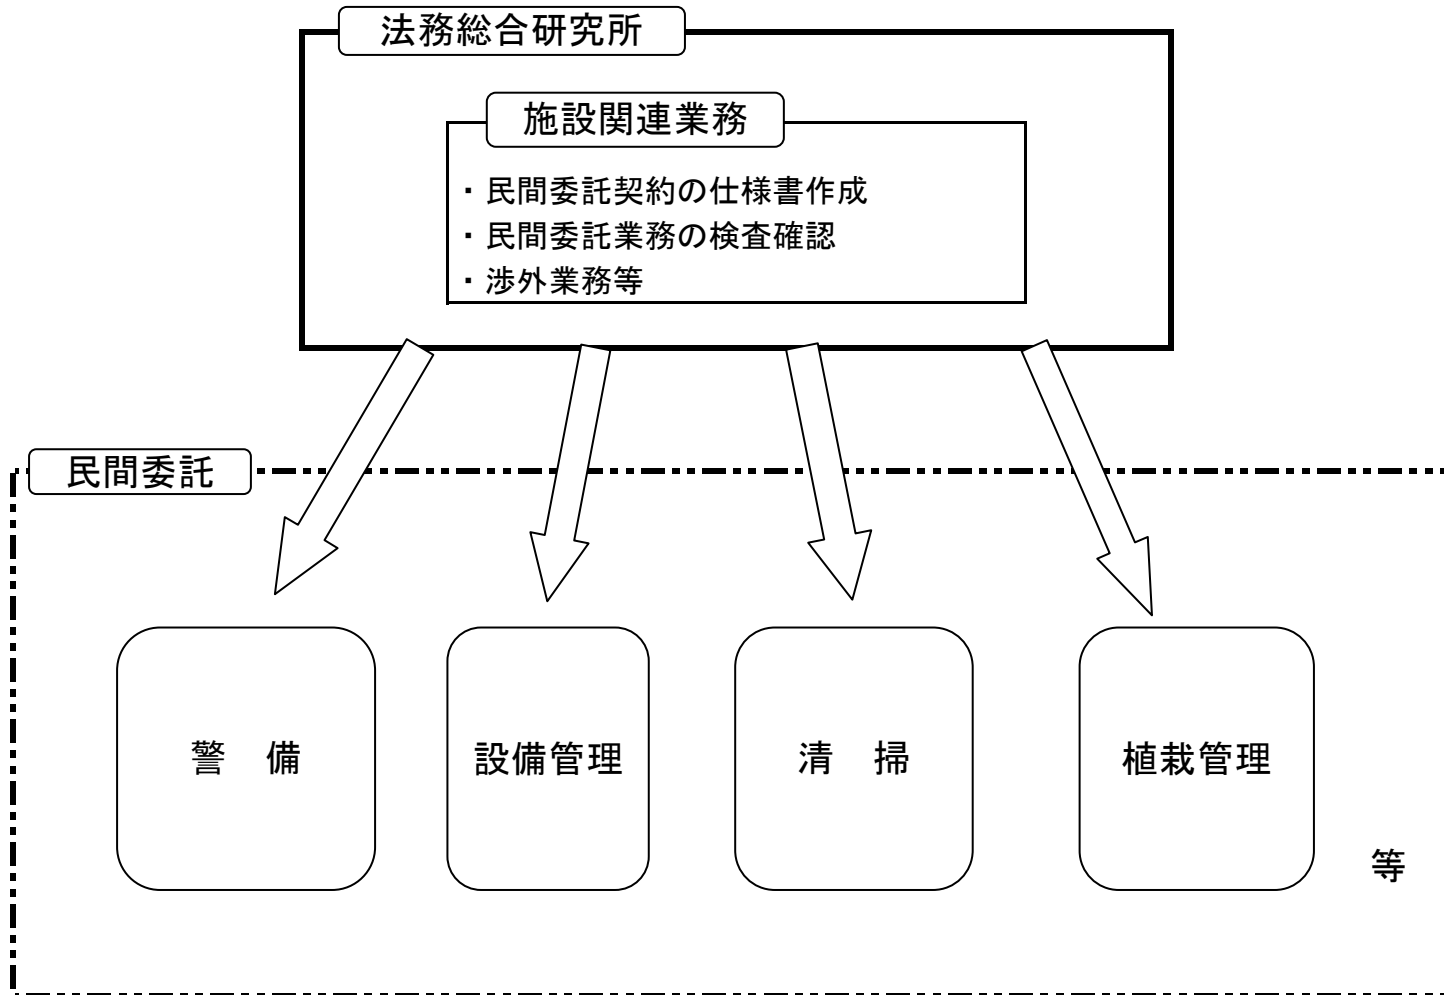 法務総合研究所
施設関連業務
・民間委託契約の仕様書作成
・民間委託業務の検査確認
・渉外業務等
民間委託
警　備
設備管理
清　掃
植栽管理
等